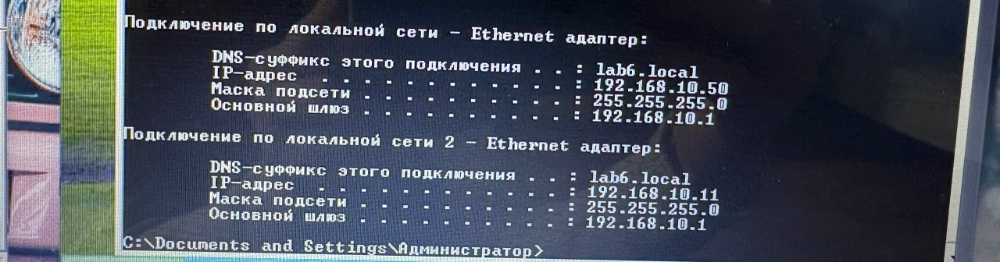 Подключение по локальной сети - Ethernet адаптер:
DNS-суффикс этого подключения . . : lab6.local
IP-адрес . . . . . . . . . . . . : 192.168.10.50
Маска подсети . . . . . . . . . . : 255.255.255.0
Основной шлюз . . . . . . . . . . : 192.168.10.1
Подключение по локальной сети 2 - Ethernet адаптер:
DNS-суффикс этого подключения . . : lab6.local
IP-адрес . . . . . . . . . . . . : 192.168.10.11
Маска подсети . . . . . . . . . . : 255.255.255.0
Основной шлюз . . . . . . . . . . : 192.168.10.1
C:\Documents and Settings\Администратор>